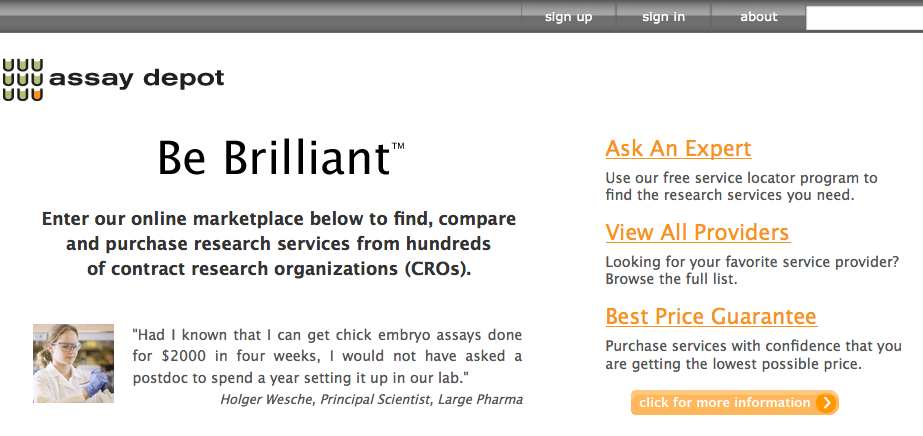 sign up
sign in
about
assay depot
Be Brilliant™
Enter our online marketplace below to find, compare
and purchase research services from hundreds
of contract research organizations (CROs).
"Had I known that I can get chick embryo assays done
for $2000 in four weeks, I would not have asked a
postdoc to spend a year setting it up in our lab."
Holger Wesche, Principal Scientist, Large Pharma
Ask An Expert
Use our free service locator program to
find the research services you need.
View All Providers
Looking for your favorite service provider?
Browse the full list.
Best Price Guarantee
Purchase services with confidence that you
are getting the lowest possible price.
click for more information